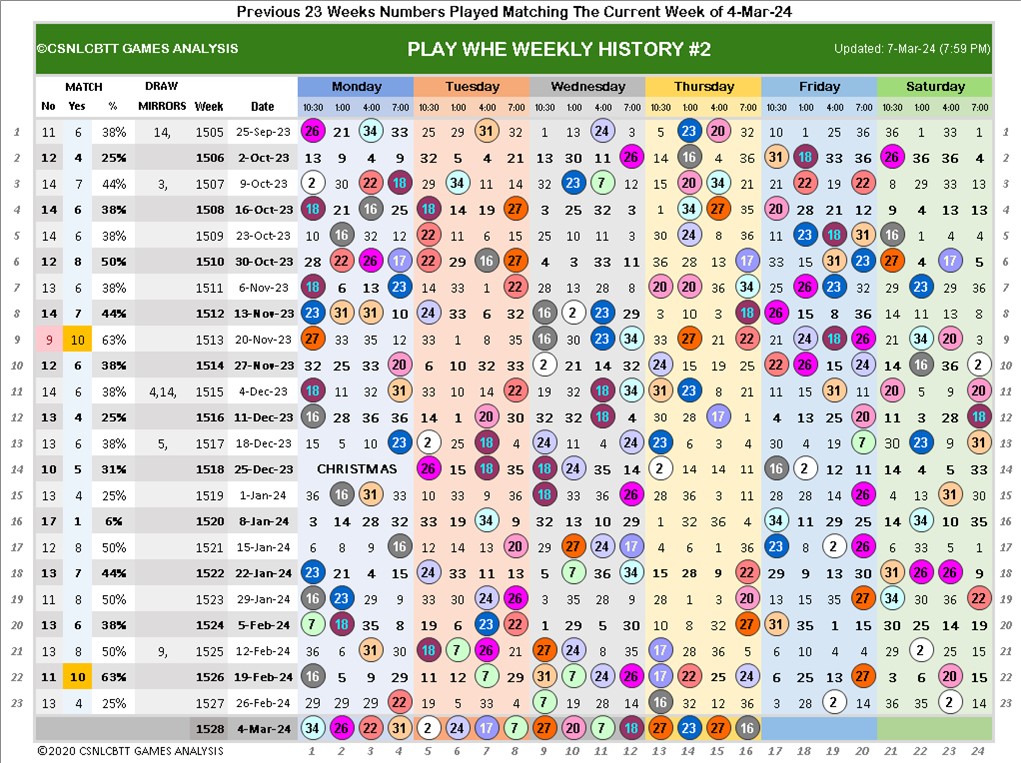 Previous 23 Weeks Numbers Played Matching The Current Week of 4-Mar-24
©CSNLCBTT GAMES ANALYSIS PLAY WHE WEEKLY HISTORY #2 Updated: 7-Mar-24 (7:59 PM)
MATCH DRAW Monday Tuesday Wednesday Thursday Friday Saturday
No Yes % MIRRORS Week Date 10:30 1:00 4:00 7:00 10:30 1:00 4:00 7:00 10:30 1:00 4:00 7:00 10:30 1:00 4:00 7:00 10:30 1:00 4:00 7:00 10:30 1:00 4:00 7:00
1 11 6 38% 14, 1505 25-Sep-23 26 21 34 33 25 29 31 32 1 13 24 3 5 23 20 32 10 1 25 36 36 1 33 1 1
2 12 4 25% 1506 2-Oct-23 13 9 4 9 32 5 4 21 13 30 11 26 14 16 4 36 31 18 33 36 26 36 36 4 2
3 14 7 44% 3, 1507 9-Oct-23 2 30 22 18 29 34 11 14 32 23 7 12 15 20 34 21 21 22 19 22 8 29 33 13 3
4 14 6 38% 1508 16-Oct-23 18 21 16 25 18 14 19 27 3 25 32 3 1 34 27 35 20 28 21 12 9 4 13 13 4
5 14 6 38% 1509 23-Oct-23 10 16 32 12 22 11 6 15 25 10 11 3 30 24 8 36 11 23 18 31 16 1 4 4 5
6 12 8 50% 1510 30-Oct-23 28 22 26 17 22 29 16 27 4 3 33 11 36 28 13 17 33 15 31 23 27 4 17 5 6
7 13 6 38% 1511 6-Nov-23 18 6 13 23 14 33 1 22 28 13 28 8 20 20 36 34 25 26 23 32 29 23 29 36 7
8 14 7 44% 1512 13-Nov-23 23 31 31 10 24 33 6 32 16 2 23 29 3 10 3 18 26 15 8 36 14 11 13 8 8
9 9 10 63% 1513 20-Nov-23 27 33 35 12 33 1 8 35 16 30 23 34 33 27 21 22 21 24 18 26 21 34 20 3 9
10 12 6 38% 1514 27-Nov-23 32 25 33 20 6 10 32 33 2 21 14 32 24 15 19 25 22 26 15 24 14 16 36 2 10
11 14 6 38% 4,14, 1515 4-Dec-23 18 11 32 31 33 10 14 22 19 32 18 34 31 23 8 21 11 15 31 11 20 5 9 20 11
12 13 4 25% 1516 11-Dec-23 16 28 36 36 14 1 20 30 32 32 18 4 30 28 17 1 4 13 25 20 11 3 28 18 12
13 13 6 38% 5, 1517 18-Dec-23 15 5 10 23 2 25 18 4 24 11 4 24 23 6 3 4 30 4 19 7 30 23 9 31 13
14 10 5 31% 1518 25-Dec-23 CHRISTMAS 26 15 18 35 18 24 35 14 2 14 14 11 16 2 12 11 14 4 5 33 14
15 13 4 25% 1519 1-Jan-24 36 16 31 33 10 33 9 36 18 33 36 26 28 36 3 11 28 28 14 26 4 13 31 30 15
16 17 1 6% 1520 8-Jan-24 3 14 28 32 33 19 34 9 32 13 10 29 1 32 36 4 34 11 29 25 14 34 10 35 16
17 12 8 50% 1521 15-Jan-24 6 8 9 16 12 14 13 20 29 27 24 17 4 6 1 36 23 8 2 26 6 33 5 1 17
18 13 7 44% 1522 22-Jan-24 23 21 4 15 24 33 11 13 5 7 36 34 15 28 9 22 29 9 13 30 31 26 26 9 18
19 11 8 50% 1523 29-Jan-24 16 23 29 9 33 30 24 26 3 35 28 9 28 1 3 20 13 15 35 27 34 30 36 22 19
20 13 6 38% 1524 5-Feb-24 7 18 35 8 19 6 23 22 1 29 5 30 10 8 32 27 31 35 1 15 30 25 14 19 20
21 13 8 50% 9, 1525 12-Feb-24 36 6 31 30 18 7 26 21 27 24 8 35 17 28 36 5 6 10 4 4 29 2 25 15 21
22 11 10 63% 1526 19-Feb-24 16 5 9 29 11 12 7 29 31 7 24 26 17 22 25 24 6 25 13 27 3 6 20 15 22
23 13 4 25% 1527 26-Feb-24 29 29 29 22 19 5 33 4 7 19 28 14 16 32 12 36 3 28 2 14 36 35 2 14 23
1528 4-Mar-24 34 26 22 31 2 24 17 7 27 20 7 18 27 23 27 16
©2020 CSNLCBTT GAMES ANALYSIS 1 2 3 4 5 6 7 8 9 10 11 12 13 14 15 16 17 18 19 20 21 22 23 24